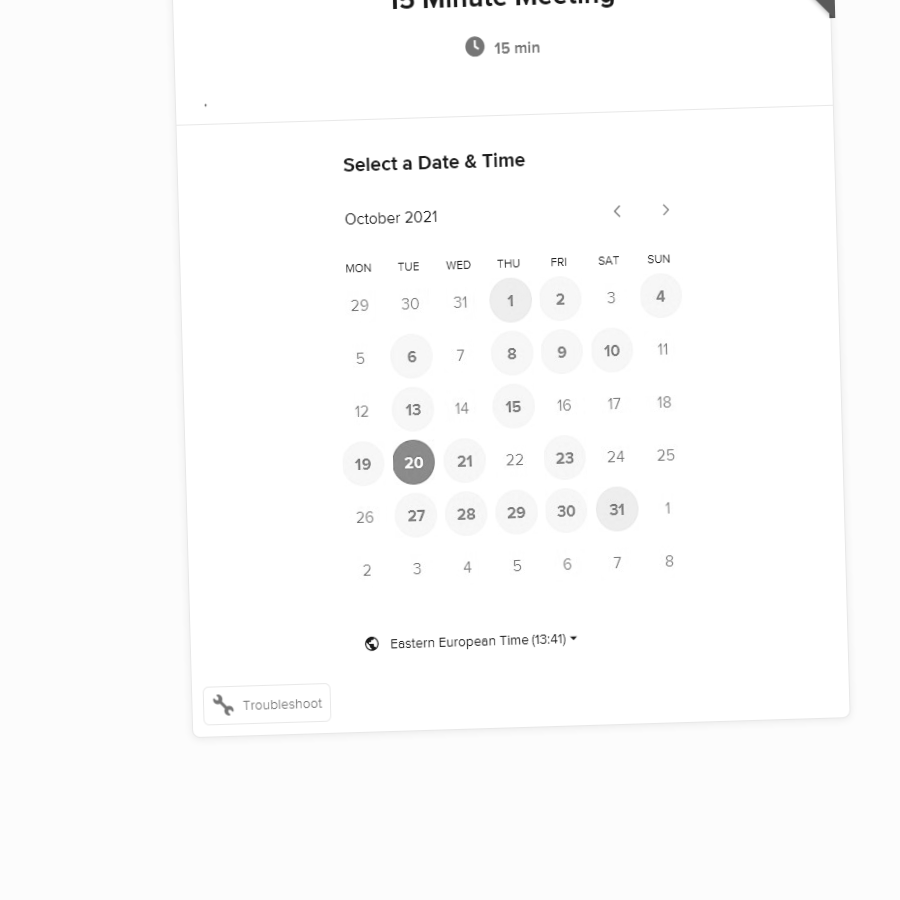 15 Minute Meeting
15 min
.
Select a Date & Time
October 2021
MON TUE WED THU FRI SAT SUN
29 30 31 1 2 3 4
5 6 7 8 9 10 11
12 13 14 15 16 17 18
19 20 21 22 23 24 25
26 27 28 29 30 31 1
2 3 4 5 6 7 8
Eastern European Time (13:41)
Troubleshoot